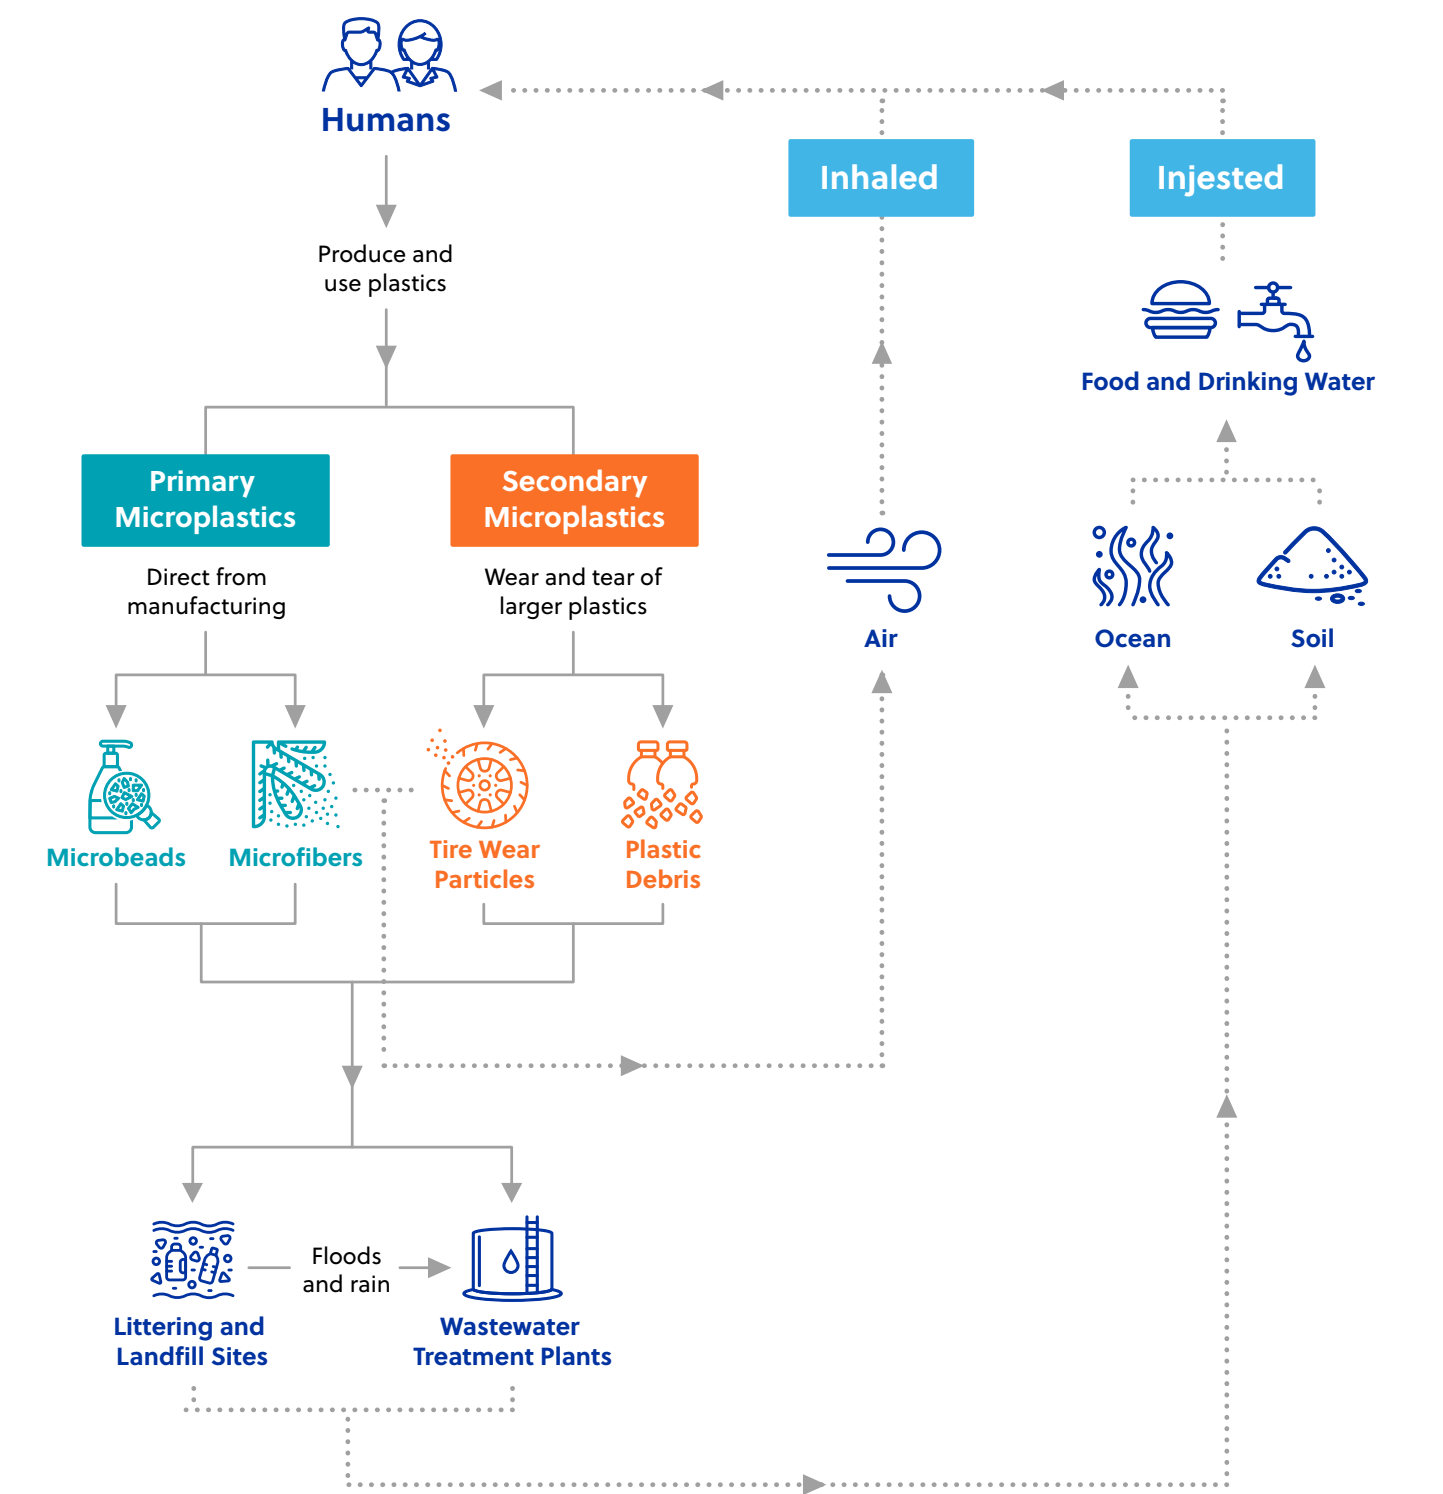 Humans
Inhaled
Injested
Produce and
use plastics
Food and Drinking Water
Primary
Microplastics
Secondary
Microplastics
Direct from
manufacturing
Wear and tear of
larger plastics
Air
Ocean
Soil
Microbeads
Microfibers
Tire Wear
Particles
Plastic
Debris
Floods
and rain
Littering and
Landfill Sites
Wastewater
Treatment Plants